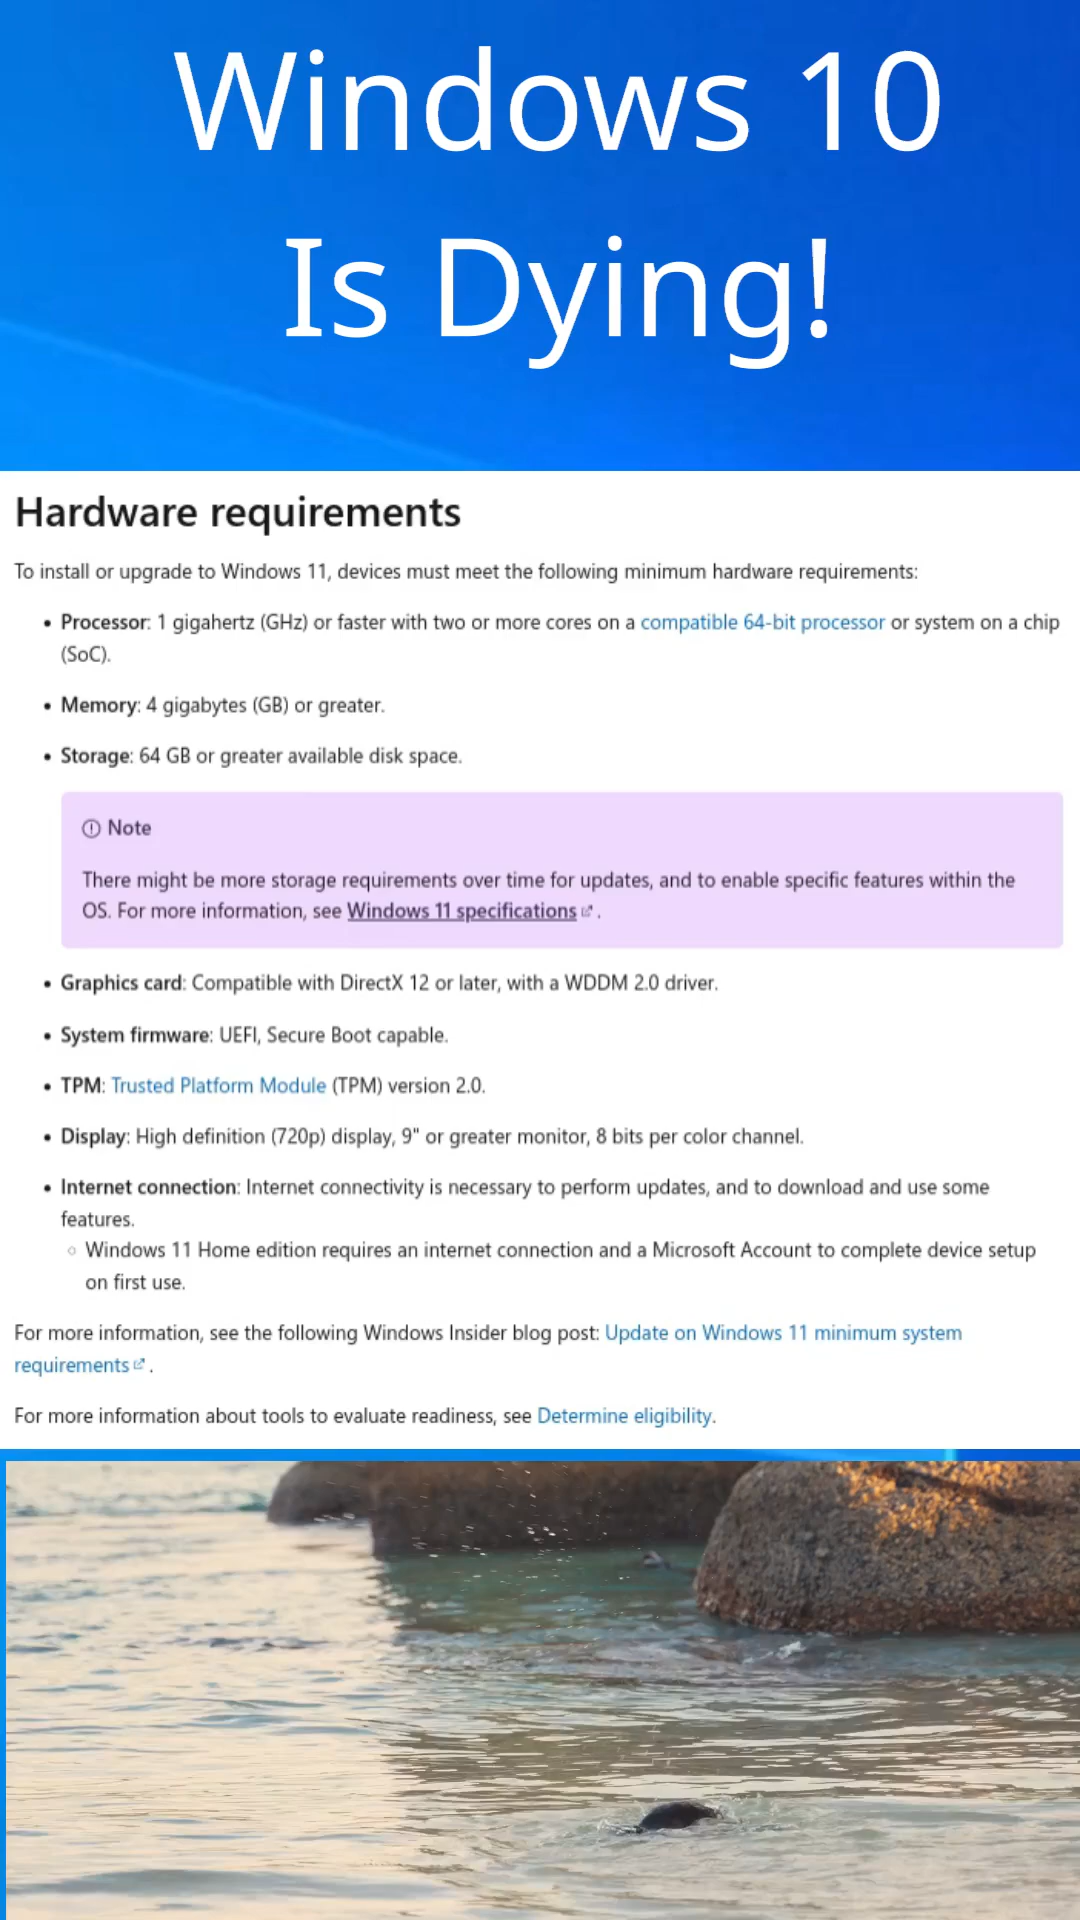 Windows 10
Is Dying!
Hardware requirements
To install or upgrade to Windows 11, devices must meet the following minimum hardware requirements:
• Processor: 1 gigahertz (GHz) or faster with two or more cores on a compatible 64-bit processor or system on a chip
(SoC).
• Memory: 4 gigabytes (GB) or greater.
• Storage: 64 GB or greater available disk space.
Note
There might be more storage requirements over time for updates, and to enable specific features within the
OS. For more information, see Windows 11 specifications .
• Graphics card: Compatible with DirectX 12 or later, with a WDDM 2.0 driver.
• System firmware: UEFI, Secure Boot capable.
• TPM: Trusted Platform Module (TPM) version 2.0.
• Display: High definition (720p) display, 9" or greater monitor, 8 bits per color channel.
• Internet connection: Internet connectivity is necessary to perform updates, and to download and use some
features.
○ Windows 11 Home edition requires an internet connection and a Microsoft Account to complete device setup
on first use.
For more information, see the following Windows Insider blog post: Update on Windows 11 minimum system
requirements .
For more information about tools to evaluate readiness, see Determine eligibility.